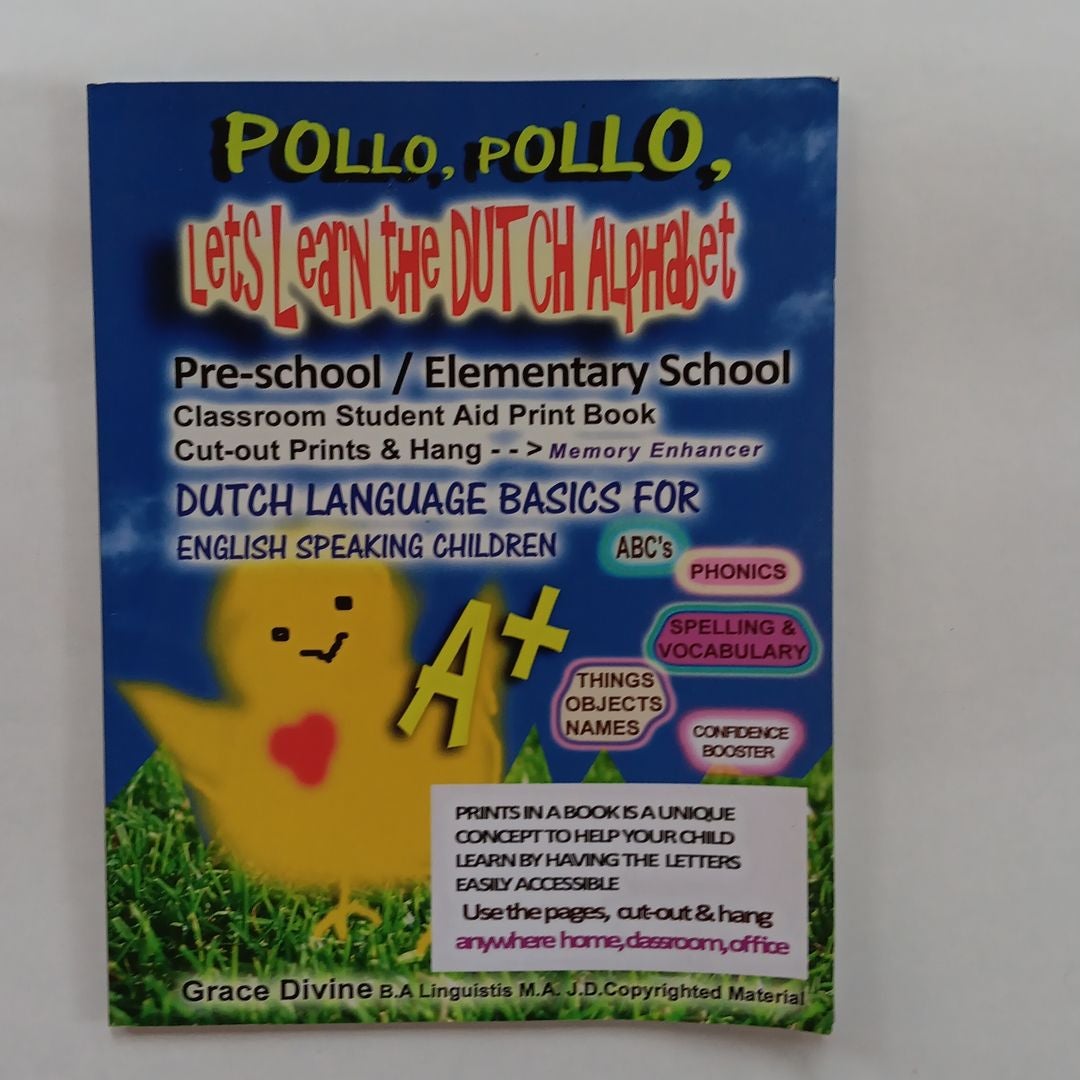 POLLO, POLLO,
Lets Learn the DUTCH Alphabet
Pre-school / Elementary School
Classroom Student Aid Print Book
Cut-out Prints & Hang - - > Memory Enhancer
DUTCH LANGUAGE BASICS FOR
ENGLISH SPEAKING CHILDREN
ABC's
PHONICS
A+
SPELLING &
VOCABULARY
THINGS
OBJECTS
NAMES
CONFIDENCE
BOOSTER
PRINTS IN A BOOK IS A UNIQUE
CONCEPT TO HELP YOUR CHILD
LEARN BY HAVING THE LETTERS
EASILY ACCESSIBLE
Use the pages, cut-out & hang
anywhere home, classroom, office
Grace Divine B.A Linguistis M.A. J.D.Copyrighted Material